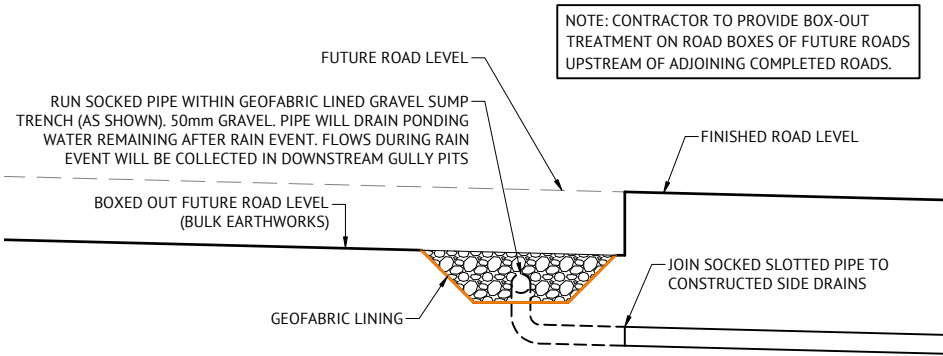 NOTE: CONTRACTOR TO PROVIDE BOX-OUT
TREATMENT ON ROAD BOXES OF FUTURE ROADS
UPSTREAM OF ADJOINING COMPLETED ROADS.
FUTURE ROAD LEVEL
RUN SOCKED PIPE WITHIN GEOFABRIC LINED GRAVEL SUMP
TRENCH (AS SHOWN). 50mm GRAVEL. PIPE WILL DRAIN PONDING
WATER REMAINING AFTER RAIN EVENT. FLOWS DURING RAIN
EVENT WILL BE COLLECTED IN DOWNSTREAM GULLY PITS
FINISHED ROAD LEVEL
BOXED OUT FUTURE ROAD LEVEL
(BULK EARTHWORKS)
JOIN SOCKED SLOTTED PIPE TO
CONSTRUCTED SIDE DRAINS
GEOFABRIC LINING